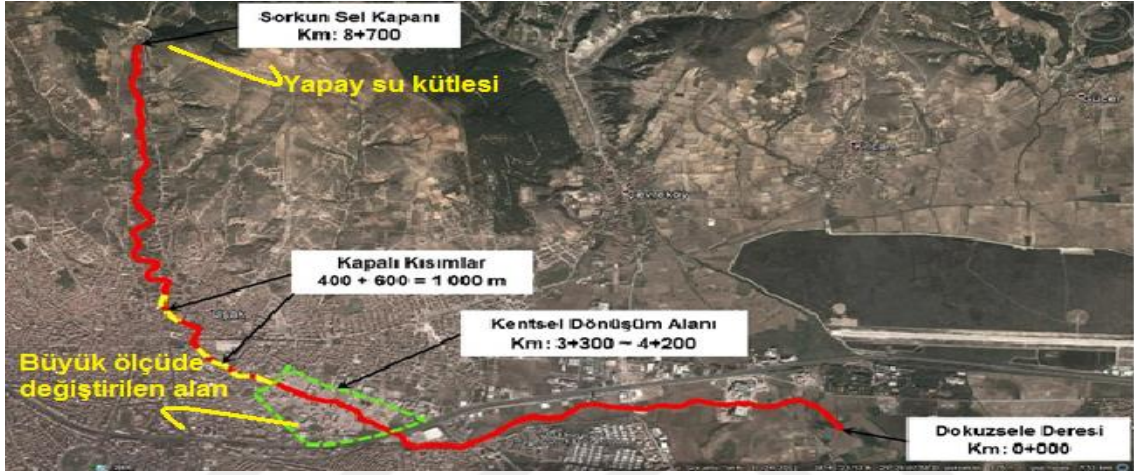 Sorkun Sel Kapanı
Km: 8+700
Yapay su kütlesi
Kapalı Kısımlar
400 + 600 = 1 000 m
Uşak
Kentsel Dönüşüm Alanı
Km: 3+300 ~ 4+200
Büyük ölçüde
değiştirilen alan
Dokuzsele Deresi
Km: 0+000